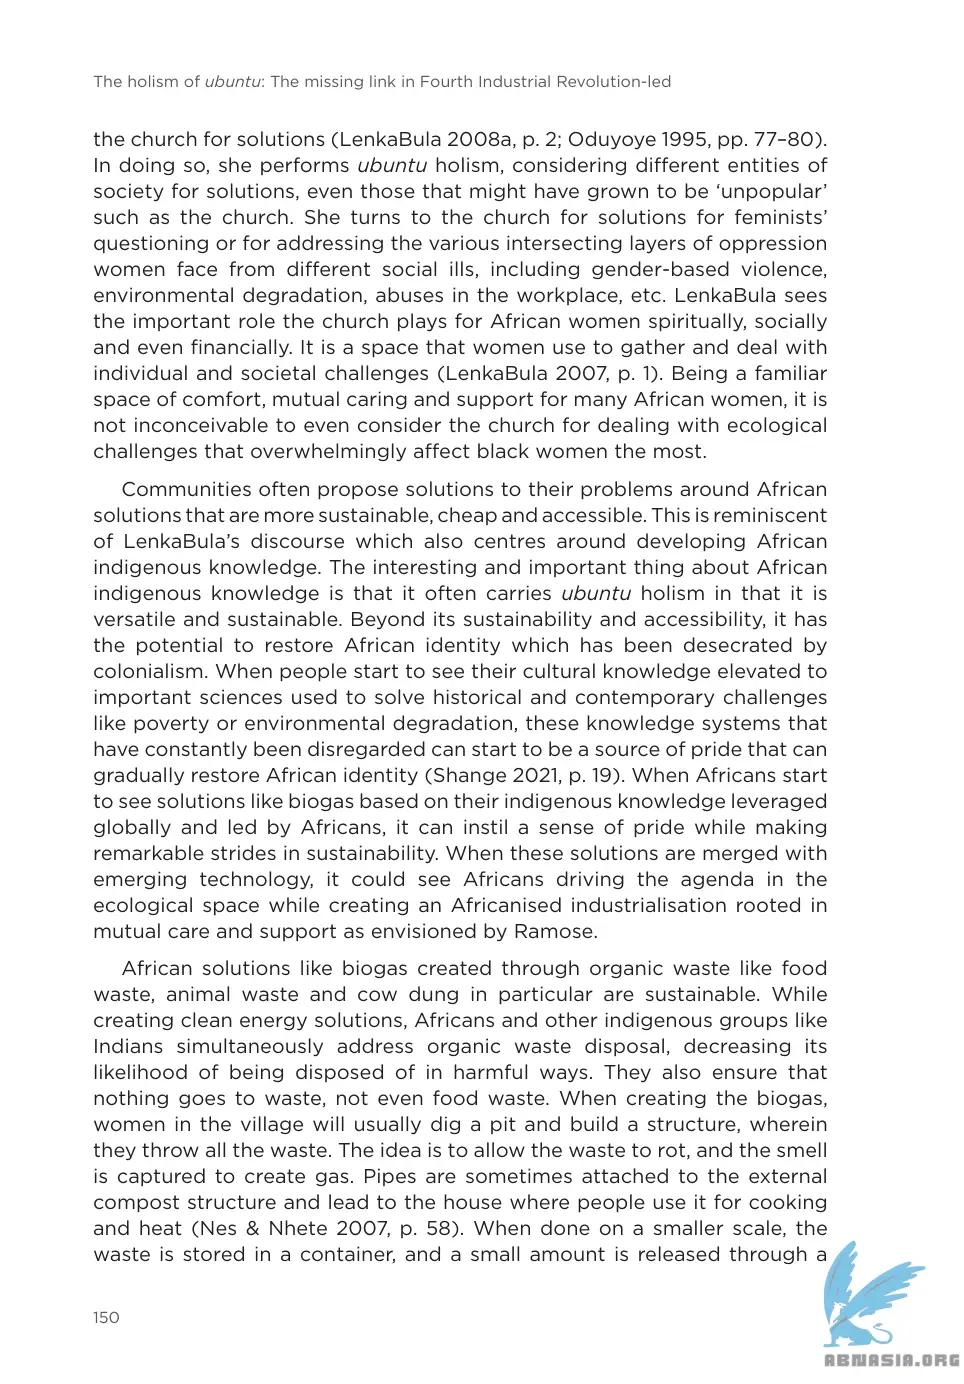 The holism of ubuntu: The missing link in Fourth Industrial Revolution-led
the church for solutions (LenkaBula 2008a, p. 2; Oduyoye 1995, pp. 77–80).
In doing so, she performs ubuntu holism, considering different entities of
society for solutions, even those that might have grown to be ‘unpopular’
such as the church. She turns to the church for solutions for feminists’
questioning or for addressing the various intersecting layers of oppression
women face from different social ills, including gender-based violence,
environmental degradation, abuses in the workplace, etc. LenkaBula sees
the important role the church plays for African women spiritually, socially
and even financially. It is a space that women use to gather and deal with
individual and societal challenges (LenkaBula 2007, p. 1). Being a familiar
space of comfort, mutual caring and support for many African women, it is
not inconceivable to even consider the church for dealing with ecological
challenges that overwhelmingly affect black women the most.
Communities often propose solutions to their problems around African
solutions that are more sustainable, cheap and accessible. This is reminiscent
of LenkaBula’s discourse which also centres around developing African
indigenous knowledge. The interesting and important thing about African
indigenous knowledge is that it often carries ubuntu holism in that it is
versatile and sustainable. Beyond its sustainability and accessibility, it has
the potential to restore African identity which has been desecrated by
colonialism. When people start to see their cultural knowledge elevated to
important sciences used to solve historical and contemporary challenges
like poverty or environmental degradation, these knowledge systems that
have constantly been disregarded can start to be a source of pride that can
gradually restore African identity (Shange 2021, p. 19). When Africans start
to see solutions like biogas based on their indigenous knowledge leveraged
globally and led by Africans, it can instil a sense of pride while making
remarkable strides in sustainability. When these solutions are merged with
emerging technology, it could see Africans driving the agenda in the
ecological space while creating an Africanised industrialisation rooted in
mutual care and support as envisioned by Ramose.
African solutions like biogas created through organic waste like food
waste, animal waste and cow dung in particular are sustainable. While
creating clean energy solutions, Africans and other indigenous groups like
Indians simultaneously address organic waste disposal, decreasing its
likelihood of being disposed of in harmful ways. They also ensure that
nothing goes to waste, not even food waste. When creating the biogas,
women in the village will usually dig a pit and build a structure, wherein
they throw all the waste. The idea is to allow the waste to rot, and the smell
is captured to create gas. Pipes are sometimes attached to the external
compost structure and lead to the house where people use it for cooking
and heat (Nes & Nhete 2007, p. 58). When done on a smaller scale, the
waste is stored in a container, and a small amount is released through a
150
ABNASIA.ORG